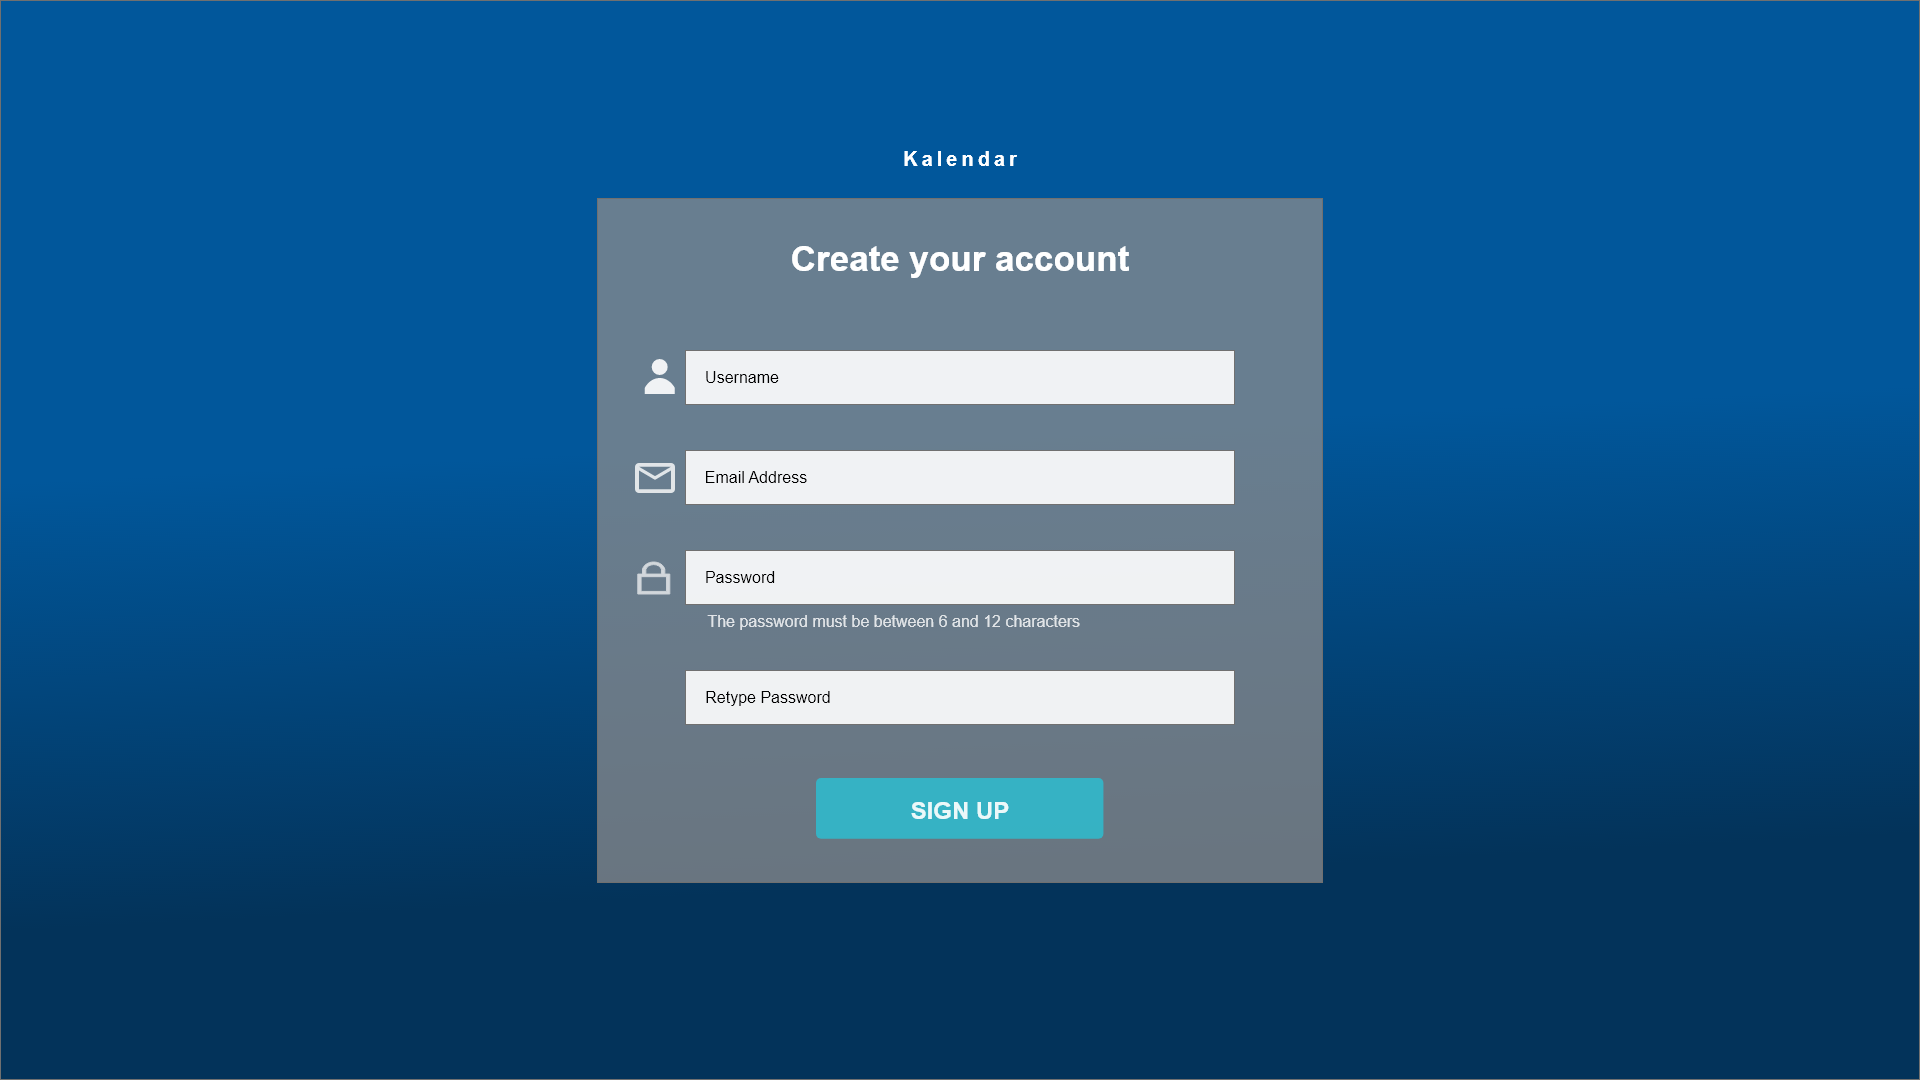 Kalendar
Create your account
Username
Email Address
Password
The password must be between 6 and 12 characters
Retype Password
SIGN UP